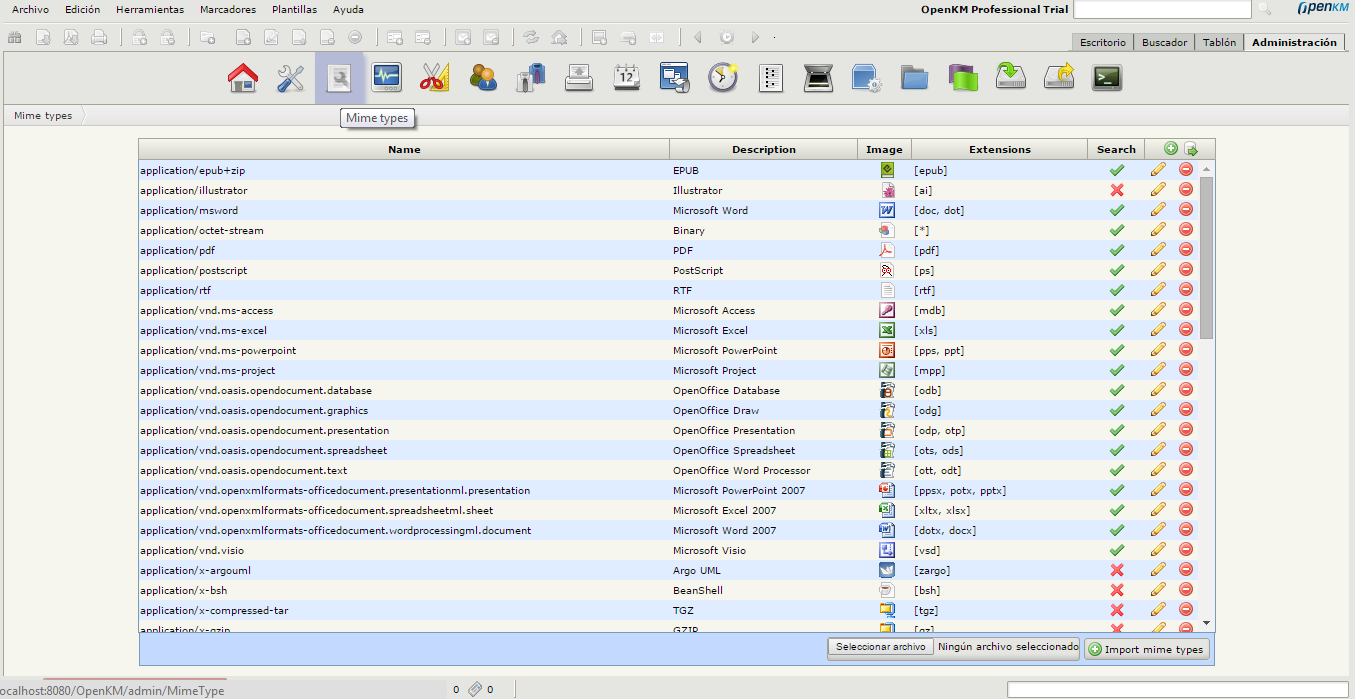 Archivo Edición Herramientas Marcadores Plantillas Ayuda OpenKM Professional Trial OpenKM
Escritorio Buscador Tablón Administración
12
Mime types
Mime types
Name Description Image Extensions Search
application/epub+zip EPUB [epub]
application/illustrator Illustrator [ai]
application/msword Microsoft Word [doc, dot]
application/octet-stream Binary [*]
application/pdf PDF [pdf]
application/postscript PostScript [ps]
application/rtf RTF [rtf]
application/vnd.ms-access Microsoft Access [mdb]
application/vnd.ms-excel Microsoft Excel [xls]
application/vnd.ms-powerpoint Microsoft PowerPoint [pps, ppt]
application/vnd.ms-project Microsoft Project [mpp]
application/vnd.oasis.opendocument.database OpenOffice Database [odb]
application/vnd.oasis.opendocument.graphics OpenOffice Draw [odg]
application/vnd.oasis.opendocument.presentation OpenOffice Presentation [odp, otp]
application/vnd.oasis.opendocument.spreadsheet OpenOffice Spreadsheet [ots, ods]
application/vnd.oasis.opendocument.text OpenOffice Word Processor [ott, odt]
application/vnd.openxmlformats-officedocument.presentationml.presentation Microsoft PowerPoint 2007 [ppsx, potx, pptx]
application/vnd.openxmlformats-officedocument.spreadsheetml.sheet Microsoft Excel 2007 [xltx, xlsx]
application/vnd.openxmlformats-officedocument.wordprocessingml.document Microsoft Word 2007 [dotx, docx]
application/vnd.visio Microsoft Visio [vsd]
application/x-argouml Argo UML [zargo]
application/x-bsh BeanShell [bsh]
application/x-compressed-tar TGZ [tgz]
application/x-gzip GZIP [gz]
Seleccionar archivo Ningún archivo seleccionado Import mime types
ocalhost:8080/OpenKM/admin/MimeType 0 0